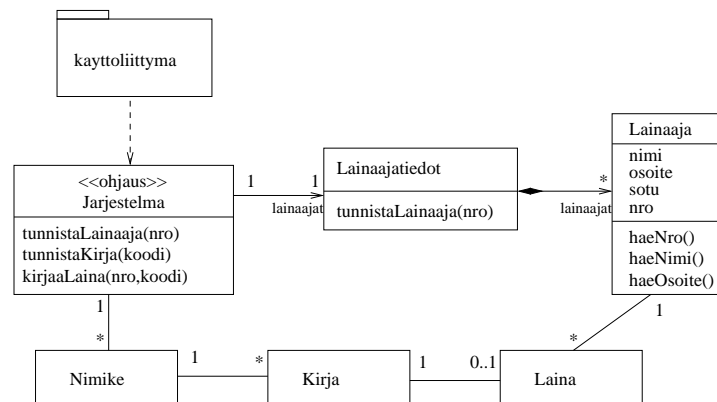 kayttoliittyma
<<ohjaus>>
Jarjestelma
tunnistaLainaaja(nro)
tunnistaKirja(koodi)
kirjaaLaina(nro,koodi)
1
1
lainaajat
Lainaajatiedot
tunnistaLainaaja(nro)
*
lainaajat
Lainaaja
nimi
osoite
sotu
nro
haeNro()
haeNimi()
haeOsoite()
1
*
1
*
Nimike
1
*
Kirja
1
0..1
Laina